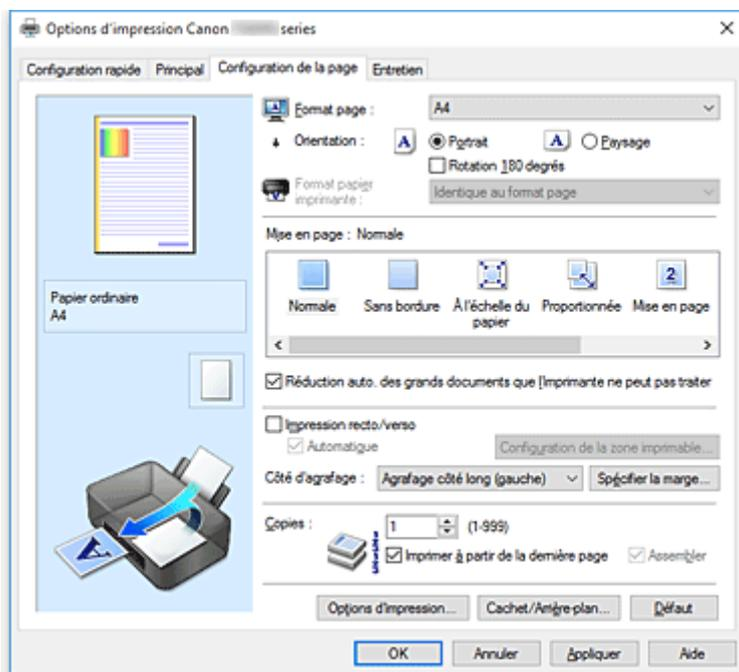 Options d'impression Canon series
Configuration rapide Principal Configuration de la page Entretien
Format page : A4
Orientation : A Portrait A Paysage
Rotation 180 degrés
Format papier
imprimante :
Identique au format page
Mise en page : Normale
2
Normale Sans bordure À l'échelle du
papier
Proportionnée Mise en page
Papier ordinaire
A4
Réduction auto. des grands documents que l'imprimante ne peut pas traiter
Impression recto/verso
Automatique Configuration de la zone imprimable...
Côté d'agrafage : Agrafage côté long (gauche) Spécifier la marge...
Copies : 1 (1-999)
Imprimer à partir de la dernière page Assembler
A
Options d'impression... Cachet/Arrière-plan... Défaut
OK Annuler Appliquer Aide